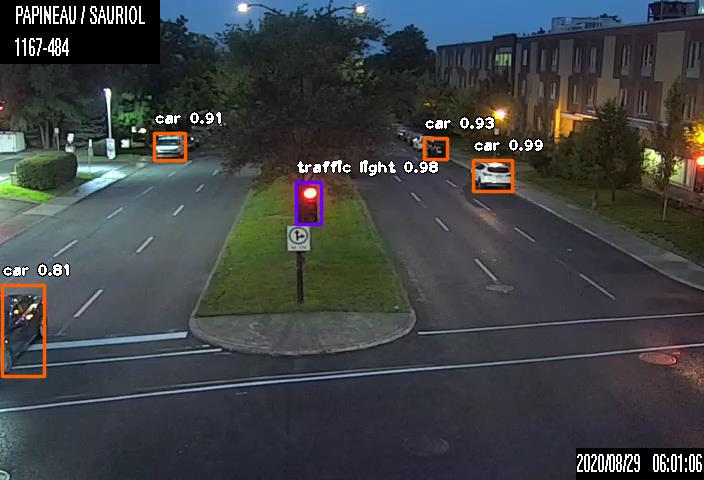 PAPINEAU / SAURIOL
1167-484
car 0.91
car 0.93
car 0.99
traffic light 0.98
car 0.81
2020/08/29 06:01:06